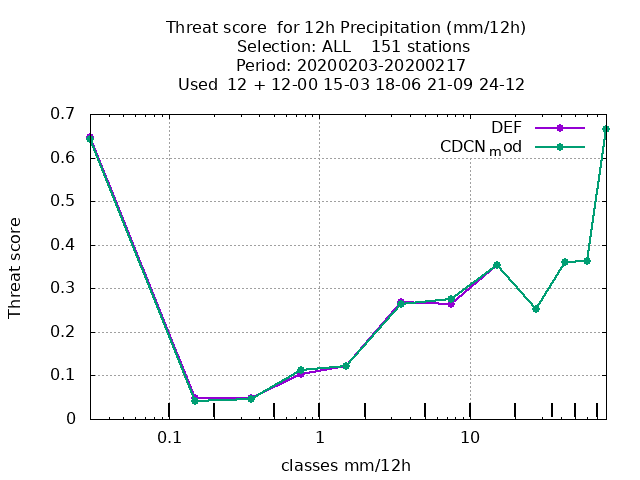 Threat score  for 12h Precipitation (mm/12h)
Selection: ALL    151 stations
Period: 20200203-20200217
Used  12 + 12-00 15-03 18-06 21-09 24-12
DEF
CDCN_mod
Threat score
0.7
0.6
0.5
0.4
0.3
0.2
0.1
0
0.1 1 10
classes mm/12h